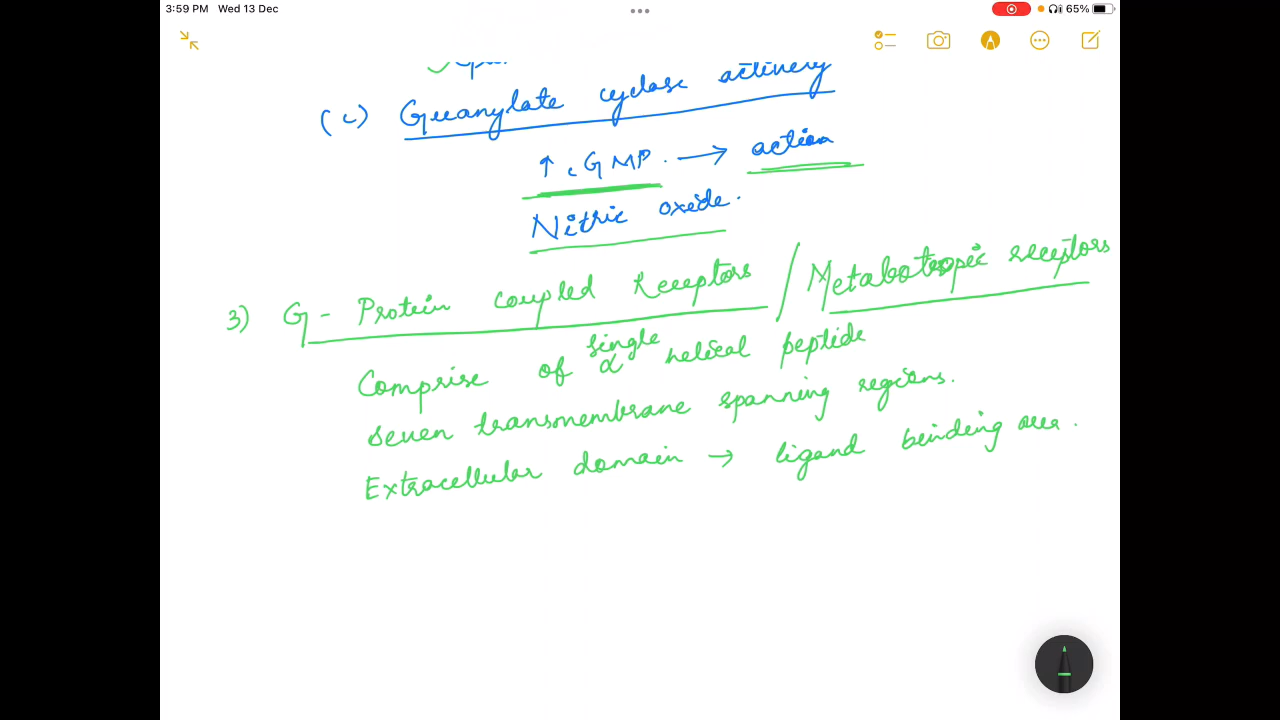 3:59 PM Wed 13 Dec
65%
(c) Guanylate cyclase activery
↑ cGMP. → action
Nitric oxide.
3) G- Protein coupled Receptors / Metabotropic receptors
Comprise of single α helical peptide
Seven transmembrane spanning regions.
Extracellular domain → ligand binding area.